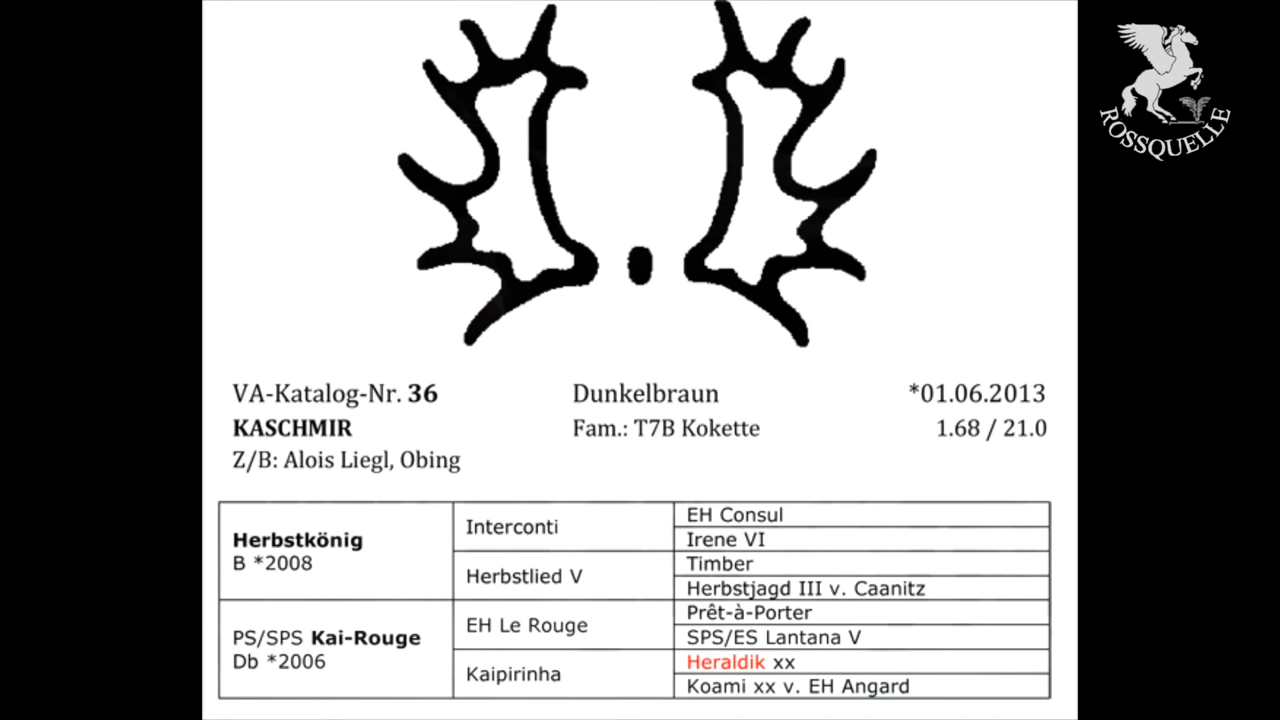 ROSSQUELLE
VA-Katalog-Nr. 36 Dunkelbraun *01.06.2013
KASCHMIR Fam.: T7B Kokette 1.68 / 21.0
Z/B: Alois Liegl, Obing
Herbstkönig
B *2008
Interconti
EH Consul
Irene VI
Herbstlied V
Timber
Herbstjagd III v. Caanitz
PS/SPS Kai-Rouge
Db *2006
EH Le Rouge
Prêt-à-Porter
SPS/ES Lantana V
Kaipirinha
Heraldik xx
Koami xx v. EH Angard